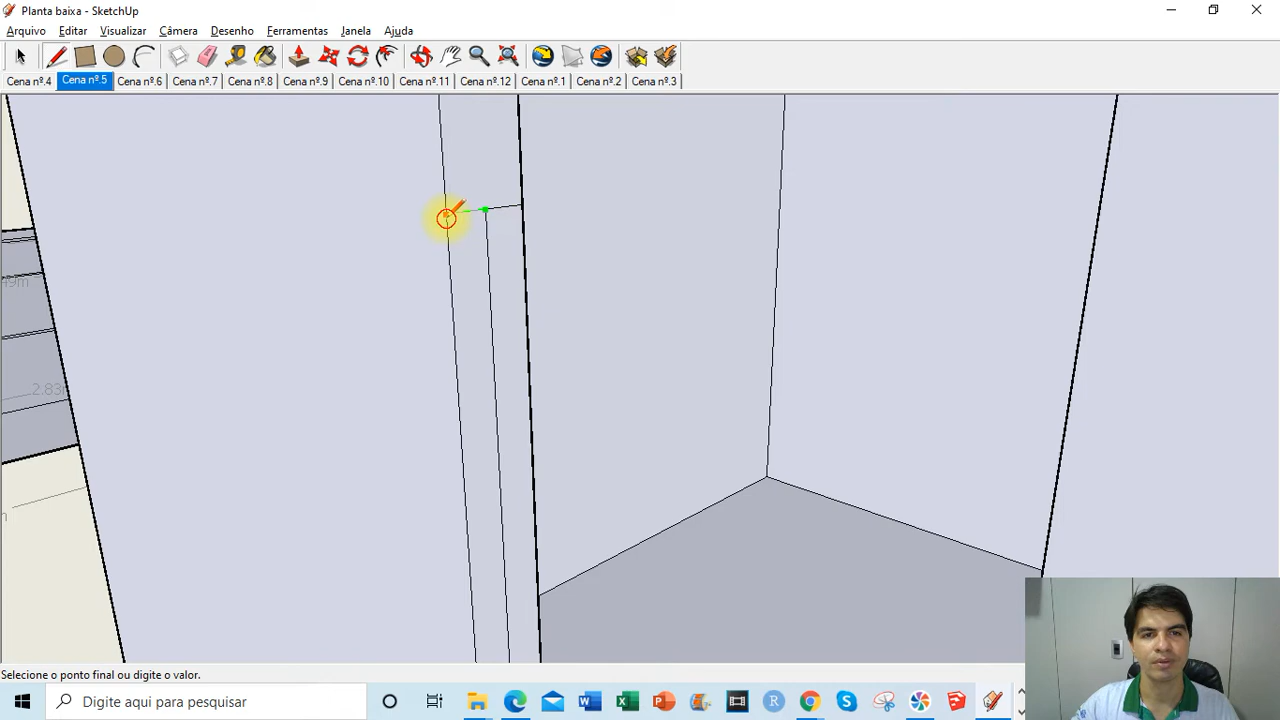 Planta baixa - SketchUp
Arquivo Editar Visualizar Câmera Desenho Ferramentas Janela Ajuda
Cena nº.4 Cena nº.5 Cena nº.6 Cena nº.7 Cena nº.8 Cena nº.9 Cena nº.10 Cena nº.11 Cena nº.12 Cena nº.1 Cena nº.2 Cena nº.3
49m
2.83
m
Selecione o ponto final ou digite o valor.
Digite aqui para pesquisar